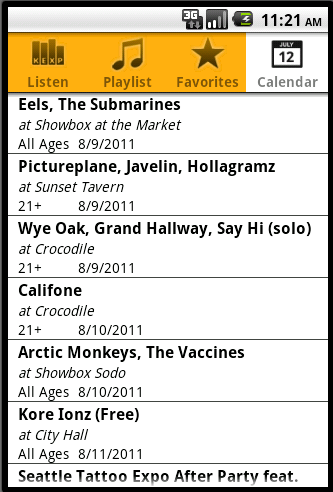 3G 11:21 AM
KEXP JULY 12
Listen Playlist Favorites Calendar
Eels, The Submarines
at Showbox at the Market
All Ages 8/9/2011
Pictureplane, Javelin, Hollagramz
at Sunset Tavern
21+ 8/9/2011
Wye Oak, Grand Hallway, Say Hi (solo)
at Crocodile
21+ 8/9/2011
Califone
at Crocodile
21+ 8/10/2011
Arctic Monkeys, The Vaccines
at Showbox Sodo
All Ages 8/10/2011
Kore Ionz (Free)
at City Hall
All Ages 8/11/2011
Seattle Tattoo Expo After Party feat.